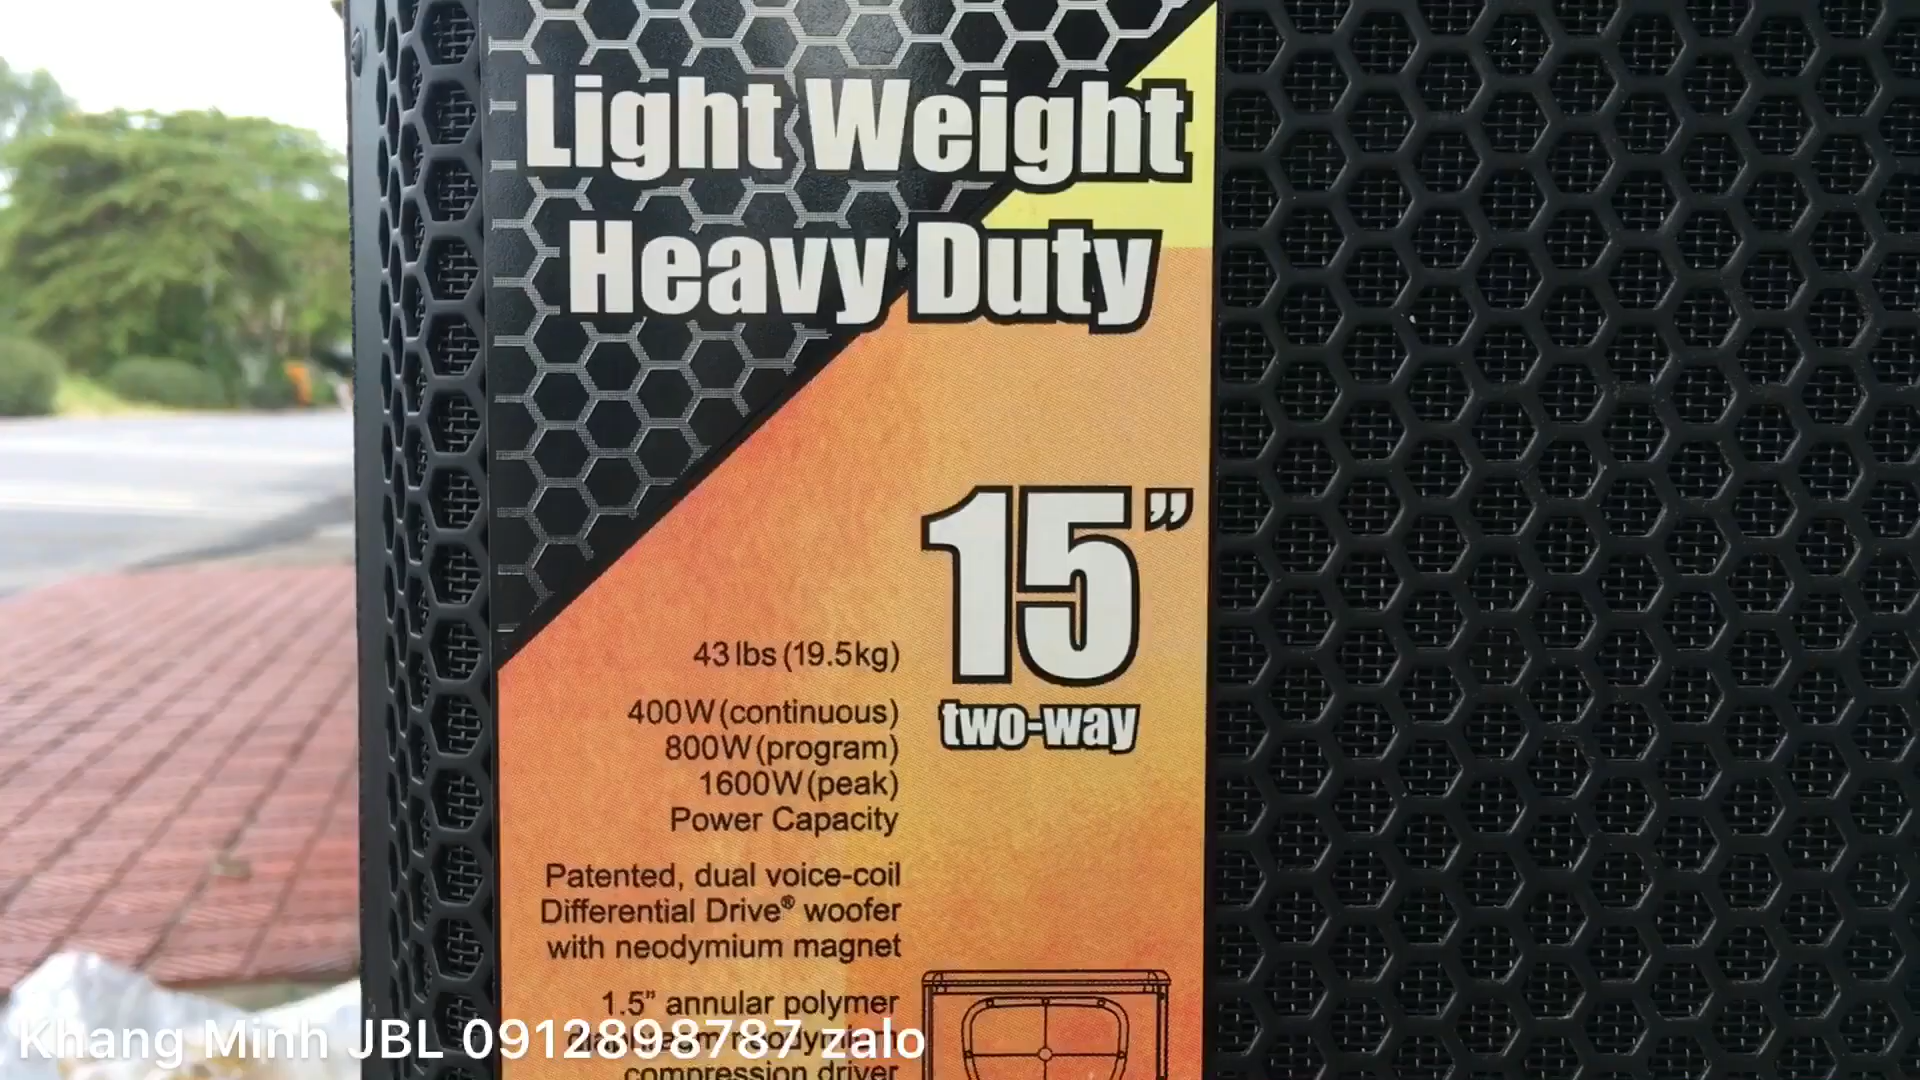 Light Weight
Heavy Duty
15”
two-way
43 lbs (19.5kg)
400W (continuous)
800W (program)
1600W (peak)
Power Capacity
Patented, dual voice-coil
Differential Drive® woofer
with neodymium magnet
1.5” annular polymer
diaphragm neodymium
compression driver
Khang Minh JBL 0912898787 zalo